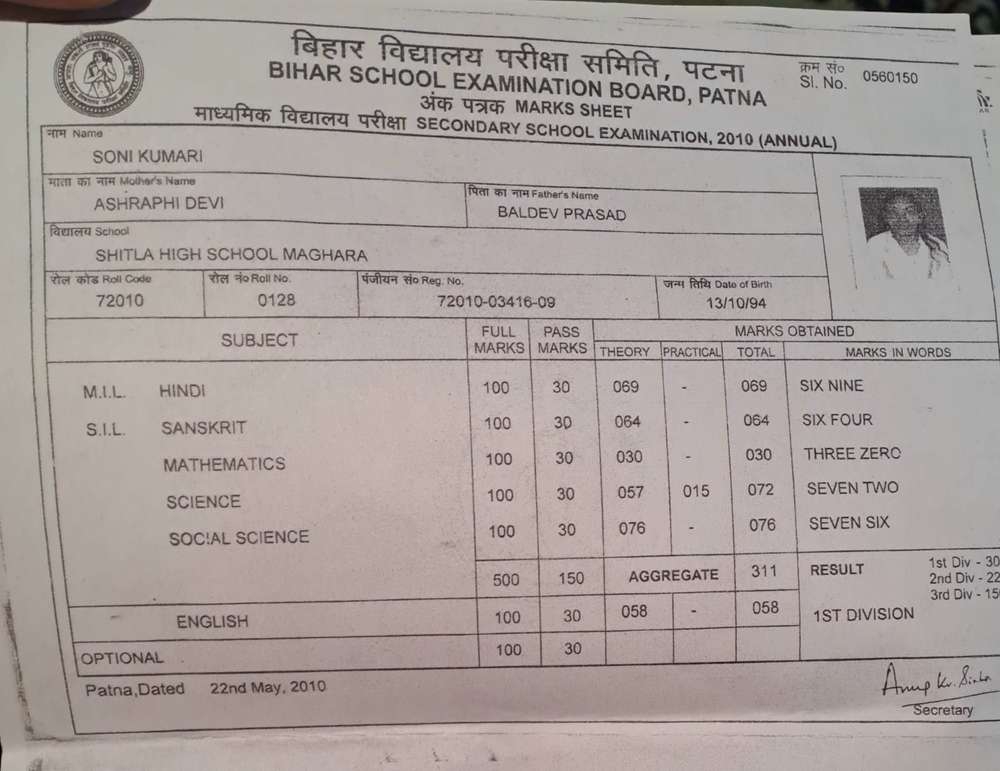 बिहार विद्यालय परीक्षा समिति, पटना
BIHAR SCHOOL EXAMINATION BOARD, PATNA
क्रम सं०
Sl. No. 0560150
अंक पत्रक MARKS SHEET
माध्यमिक विद्यालय परीक्षा SECONDARY SCHOOL EXAMINATION, 2010 (ANNUAL)
नाम Name
SONI KUMARI
माता का नाम Mother's Name पिता का नाम Father's Name
ASHRAPHI DEVI BALDEV PRASAD
विद्यालय School
SHITLA HIGH SCHOOL MAGHARA
रोल कोड Roll Code रोल नं० Roll No. पंजीयन सं० Reg. No. जन्म तिथि Date of Birth
72010 0128 72010-03416-09 13/10/94
SUBJECT FULL MARKS PASS MARKS MARKS OBTAINED
THEORY PRACTICAL TOTAL MARKS IN WORDS
M.I.L. HINDI 100 30 069 - 069 SIX NINE
S.I.L. SANSKRIT 100 30 064 - 064 SIX FOUR
MATHEMATICS 100 30 030 - 030 THREE ZERO
SCIENCE 100 30 057 015 072 SEVEN TWO
SOCIAL SCIENCE 100 30 076 - 076 SEVEN SIX
500 150 AGGREGATE 311 RESULT
1st Div - 30
2nd Div - 22
3rd Div - 15
ENGLISH 100 30 058 - 058 1ST DIVISION
OPTIONAL 100 30
Patna,Dated 22nd May, 2010
Anup Kr. Sinha
Secretary